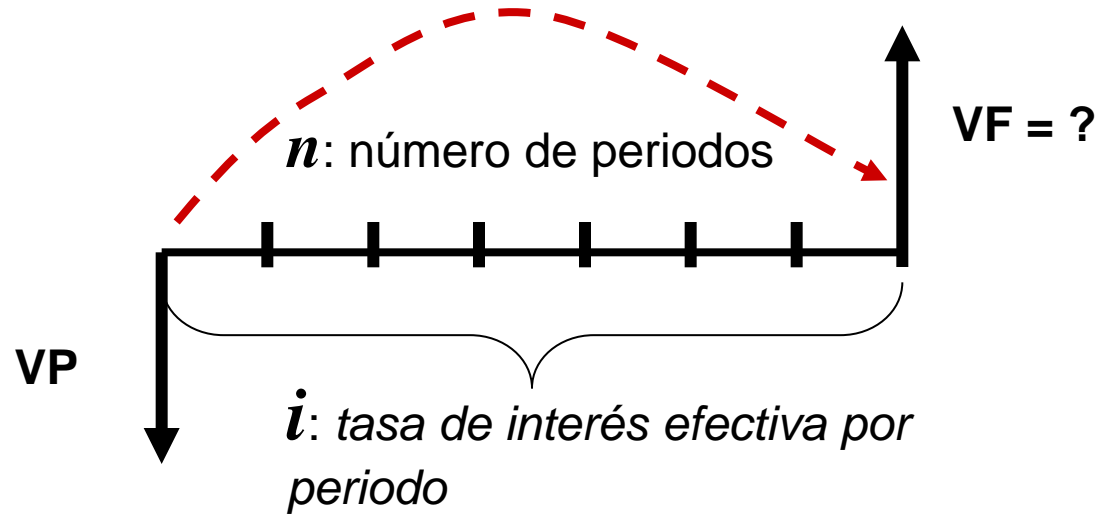 VF = ?
n: número de periodos
VP
i: tasa de interés efectiva por
periodo